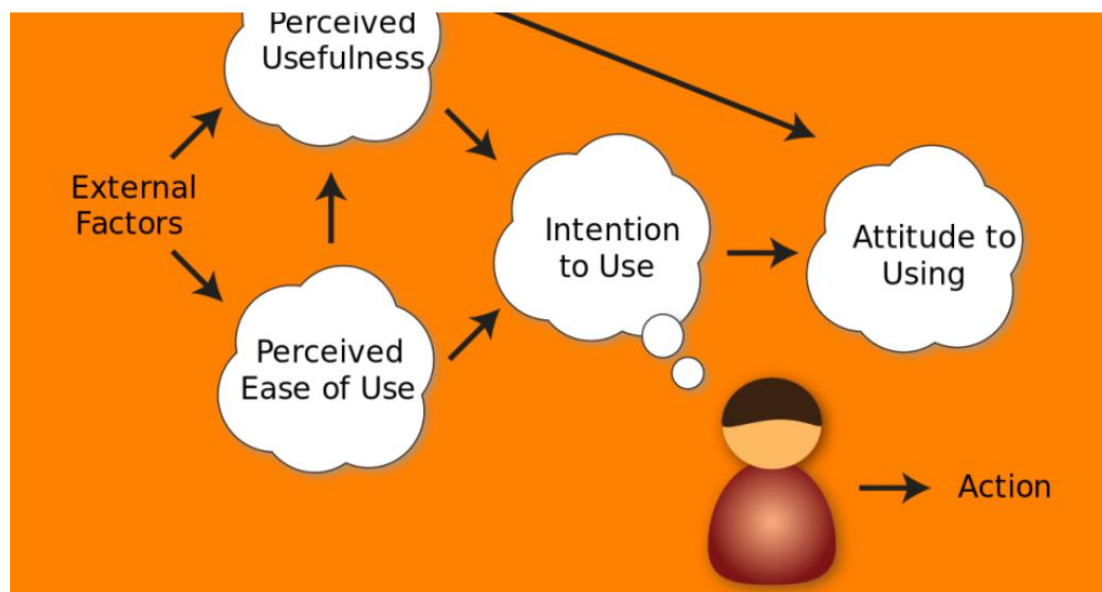 Perceived
Usefulness
External
Factors
Intention
to Use
Attitude to
Using
Perceived
Ease of Use
Action